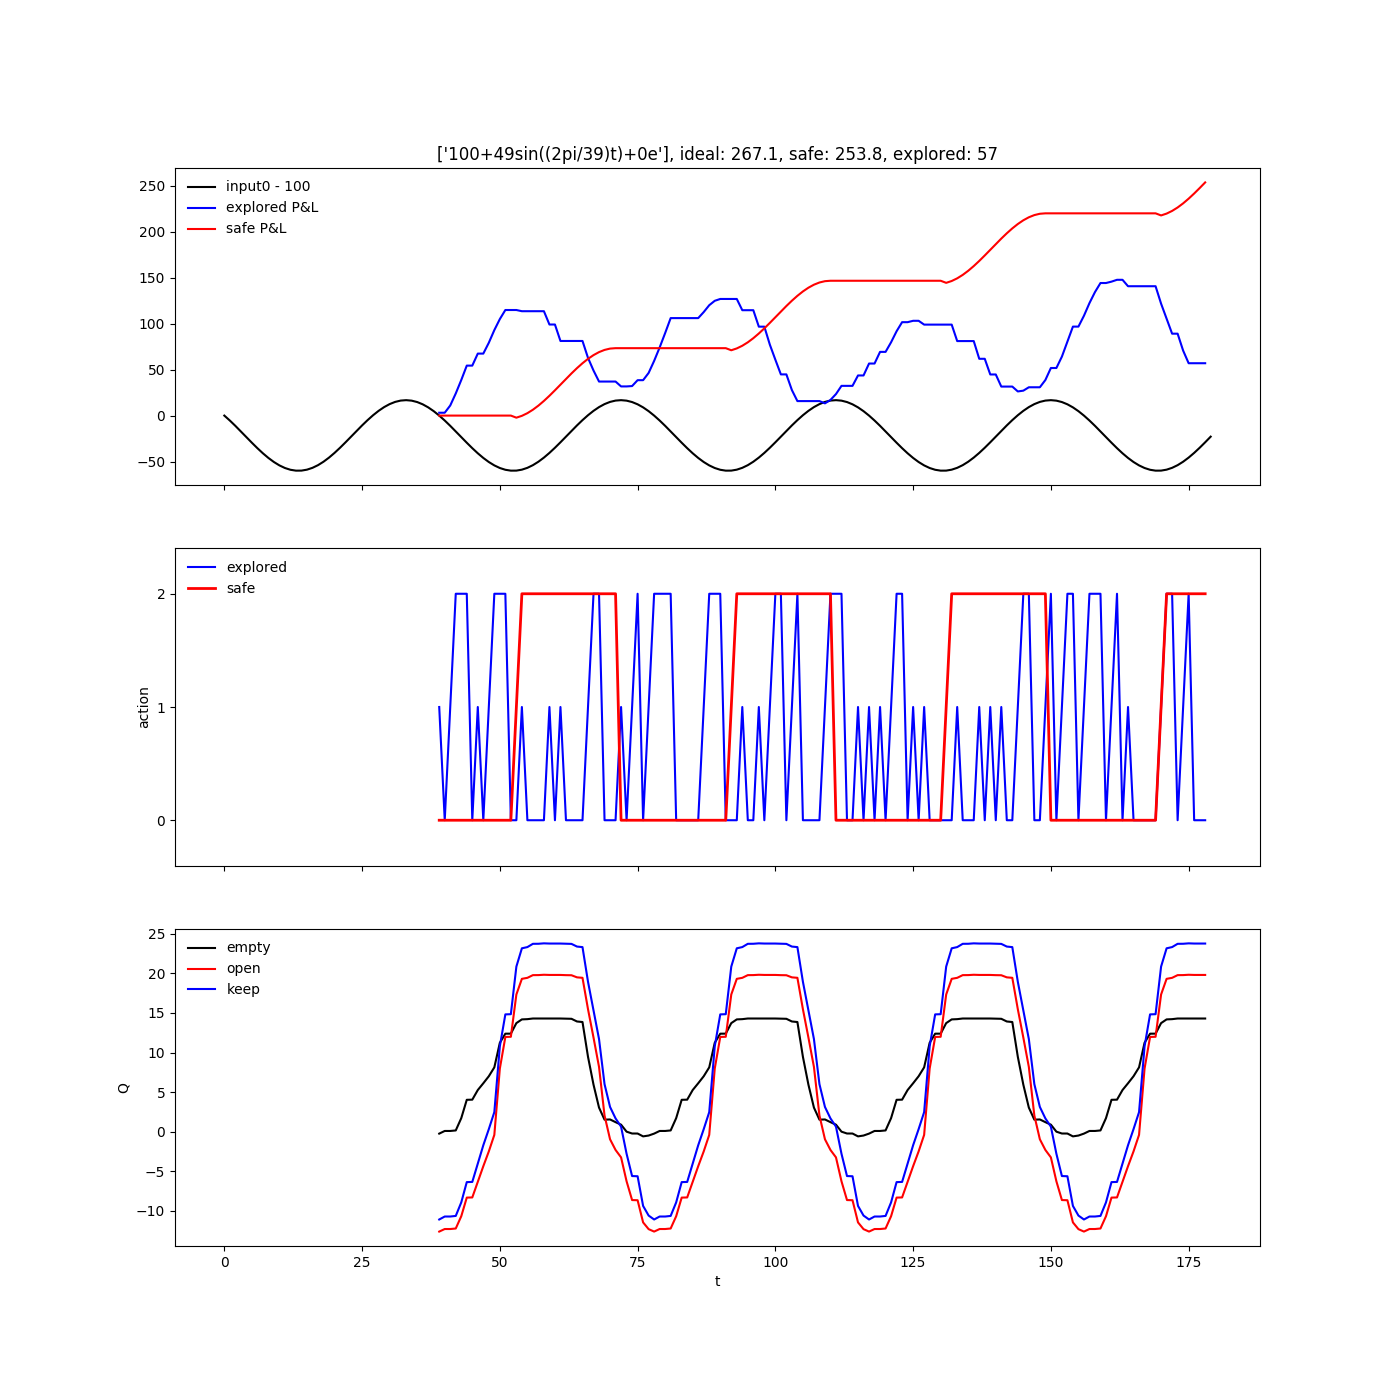 ['100+49sin((2pi/39)t)+0e'], ideal: 267.1, safe: 253.8, explored: 57
250
200
150
100
50
0
−50
input0 - 100
explored P&L
safe P&L
action
2
1
0
explored
safe
Q
25
20
15
10
5
0
−5
−10
empty
open
keep
0 25 50 75 100 125 150 175
t